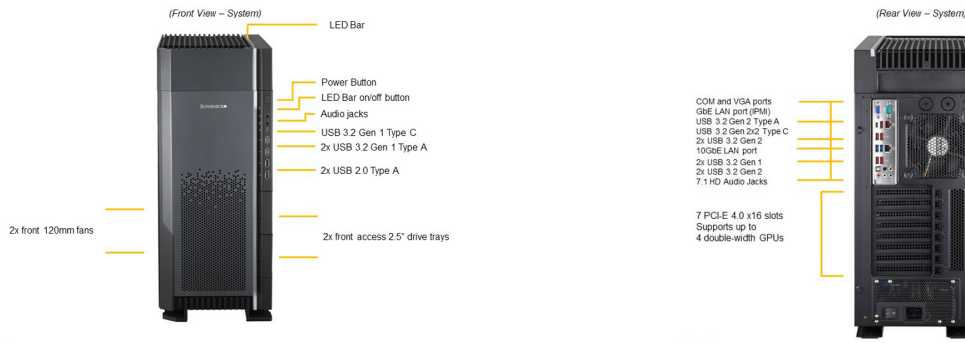 (Front View – System)
LED Bar
Power Button
LED Bar on/off button
Audio jacks
USB 3.2 Gen 1 Type C
2x USB 3.2 Gen 1 Type A
2x USB 2.0 Type A
2x front 120mm fans
2x front access 2.5" drive trays
SUPERMICRO
(Rear View – System)
COM and VGA ports
GbE LAN port (IPMI)
USB 3.2 Gen 2 Type A
USB 3.2 Gen 2x2 Type C
2x USB 3.2 Gen 2
10GbE LAN port
2x USB 3.2 Gen 1
2x USB 3.2 Gen 2
7.1 HD Audio Jacks
7 PCI-E 4.0 x16 slots
Supports up to
4 double-width GPUs